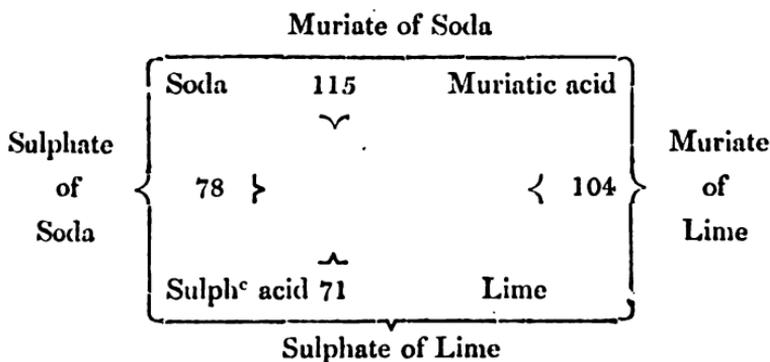 Muriate of Soda
Soda 115 Muriatic acid
Sulphate
of
Soda
78
104
Muriate
of
Lime
Sulphᶜ acid 71 Lime
Sulphate of Lime